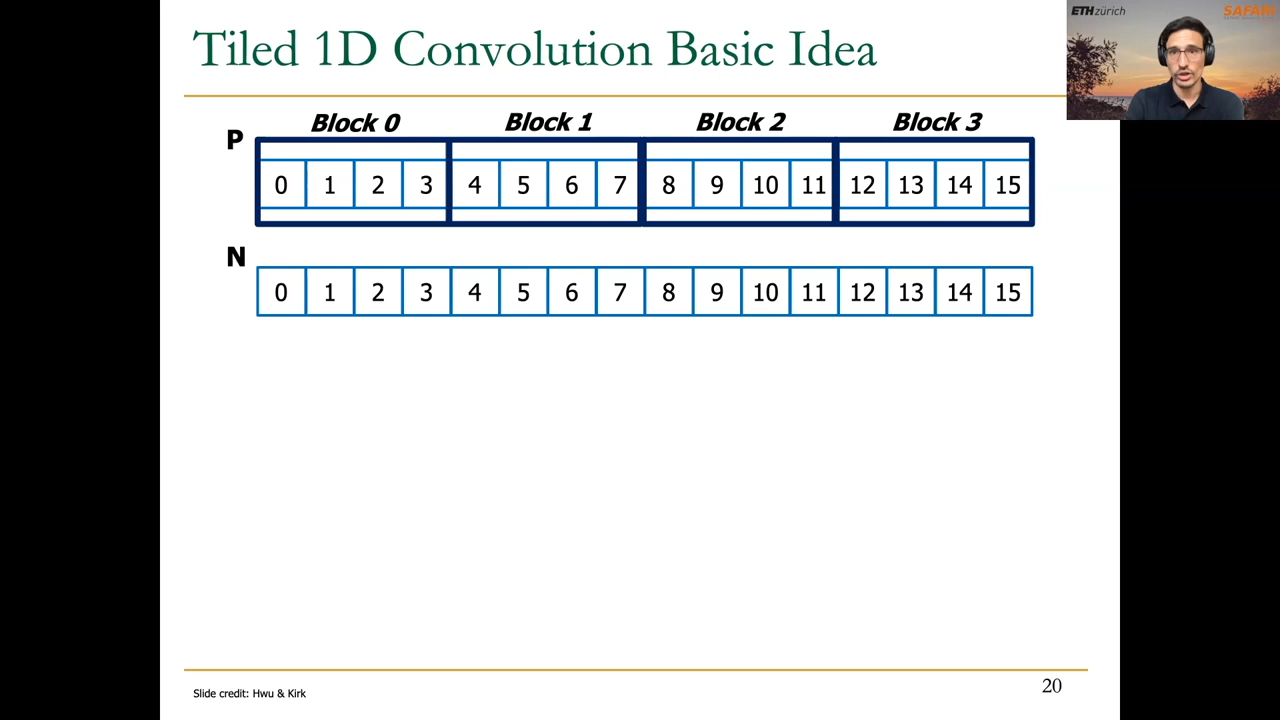 ETHzürich SAFARI
Tiled 1D Convolution Basic Idea
Block 0 Block 1 Block 2 Block 3
P
0 1 2 3 4 5 6 7 8 9 10 11 12 13 14 15
N
0 1 2 3 4 5 6 7 8 9 10 11 12 13 14 15
Slide credit: Hwu & Kirk
20